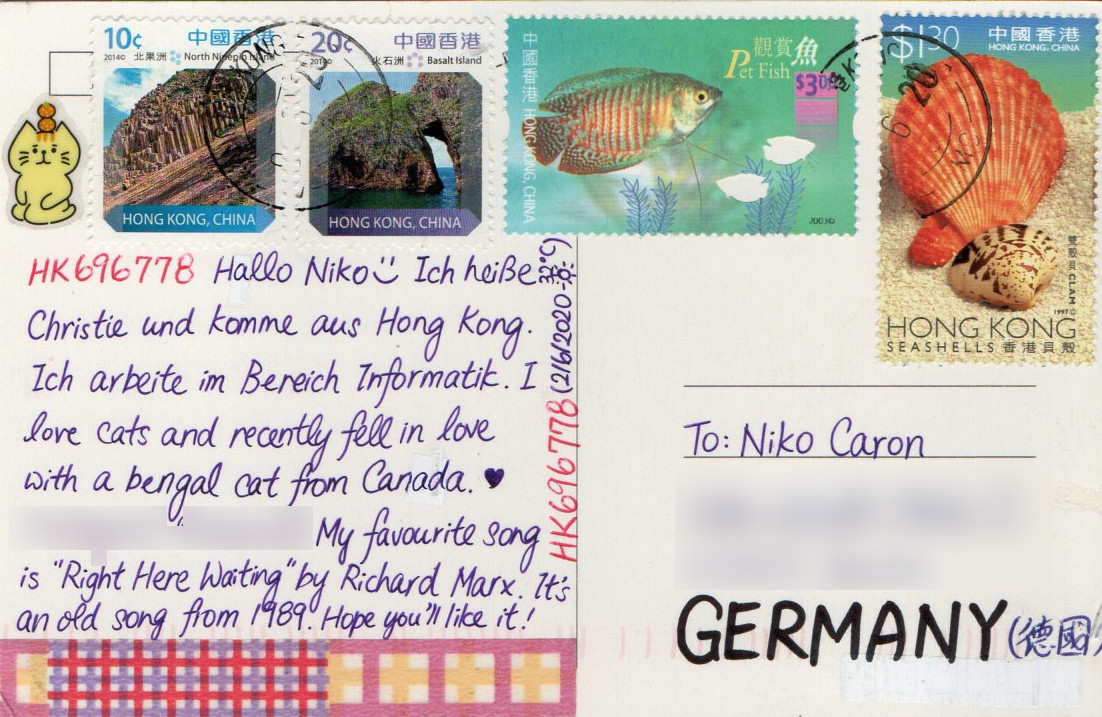 10¢ 中國香港
2014© 北果洲 North Ninepin Island
HONG KONG, CHINA
20¢ 中國香港
2014© 火石洲 Basalt Island
HONG KONG, CHINA
中國香港 HONG KONG, CHINA
觀賞魚
Pet Fish
2003©
$1.30 中國香港
HONG KONG, CHINA
雙殼貝 CLAM
1997©
HONG KONG
SEASHELLS 香港貝殼
HK696778 Hallo Niko Ich heiße
Christie und komme aus Hong Kong.
Ich arbeite im Bereich Informatik. I
love cats and recently fell in love
with a bengal cat from Canada. ♥
My favourite song
is "Right Here Waiting" by Richard Marx. It's
an old song from 1989. Hope you'll like it!
HK696778 (2/6/2020 32°C)
To: Niko Caron
GERMANY (德國)